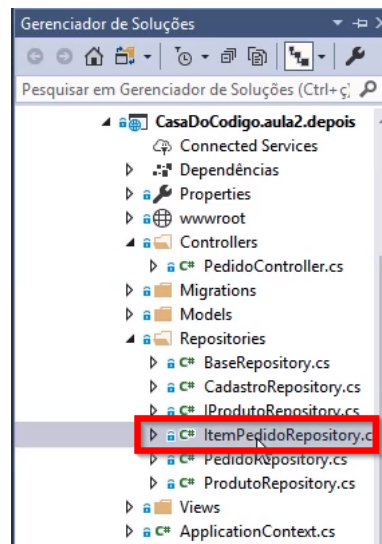 Gerenciador de Soluções
Pesquisar em Gerenciador de Soluções (Ctrl+ç)
CasaDoCodigo.aula2.depois
Connected Services
Dependências
Properties
wwwroot
Controllers
C# PedidoController.cs
Migrations
Models
Repositories
C# BaseRepository.cs
C# CadastroRepository.cs
C# IProdutoRepository.cs
C# ItemPedidoRepository.c
C# PedidoRepository.cs
C# ProdutoRepository.cs
Views
C# ApplicationContext.cs